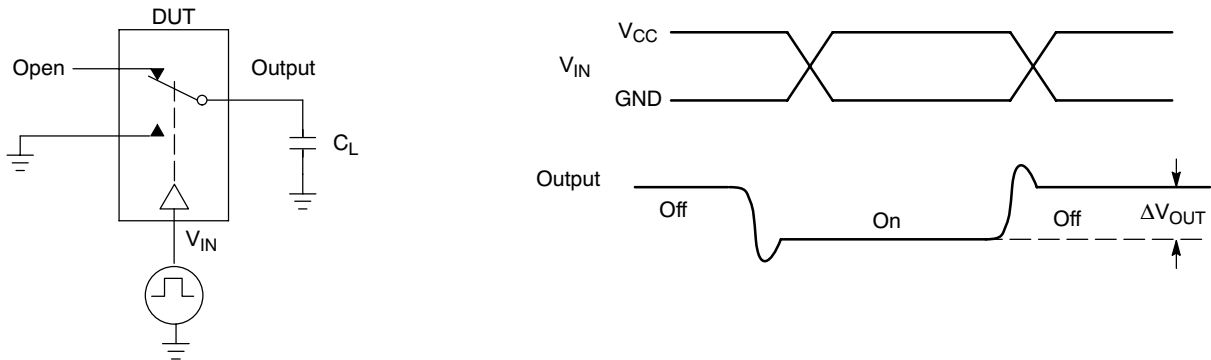 DUT
Open
Output
C_L
V_IN
V_CC
V_IN
GND
Output
Off
On
Off
ΔV_OUT